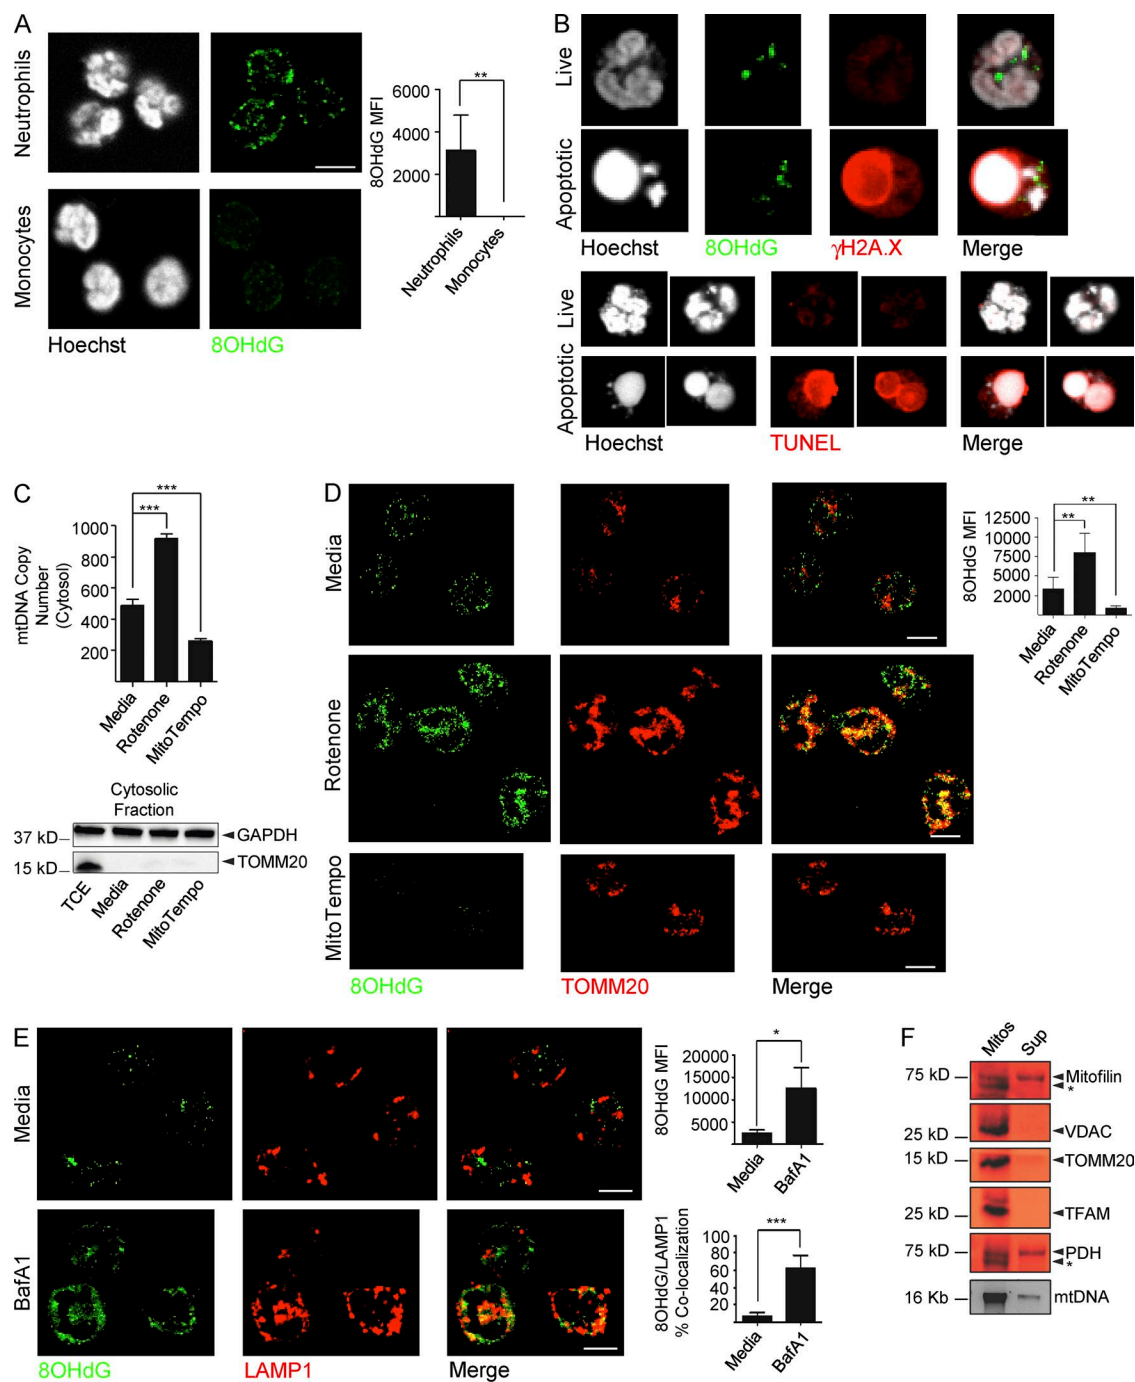 A
Neutrophils
Monocytes
Hoechst
8OHdG
8OHdG MFI
6000
4000
2000
**
Neutrophils
Monocytes
B
Live
Apoptotic
Hoechst
8OHdG
γH2A.X
Merge
Live
Apoptotic
Hoechst
TUNEL
Merge
C
***
***
mtDNA Copy
Number
(Cytosol)
1000
800
600
400
200
Media
Rotenone
MitoTempo
Cytosolic
Fraction
37 kD
GAPDH
15 kD
TOMM20
TCE
Media
Rotenone
MitoTempo
D
Media
Rotenone
MitoTempo
8OHdG
TOMM20
Merge
8OHdG MFI
12500
10000
7500
5000
2000
**
**
Media
Rotenone
MitoTempo
E
Media
BafA1
8OHdG
LAMP1
Merge
8OHdG MFI
20000
15000
10000
5000
*
Media
BafA1
8OHdG/LAMP1
% Co-localization
100
80
60
40
20
***
Media
BafA1
F
Mitos
Sup
75 kD
Mitofilin
*
25 kD
VDAC
15 kD
TOMM20
25 kD
TFAM
75 kD
PDH
*
16 Kb
mtDNA